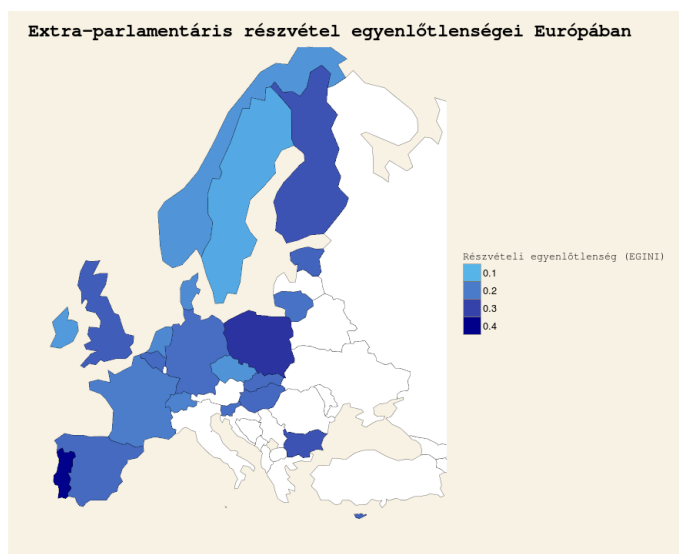 Extra-parlamentáris részvétel egyenlőtlenségei Európában
Részvételi egyenlőtlenség (EGINI)
0.1
0.2
0.3
0.4